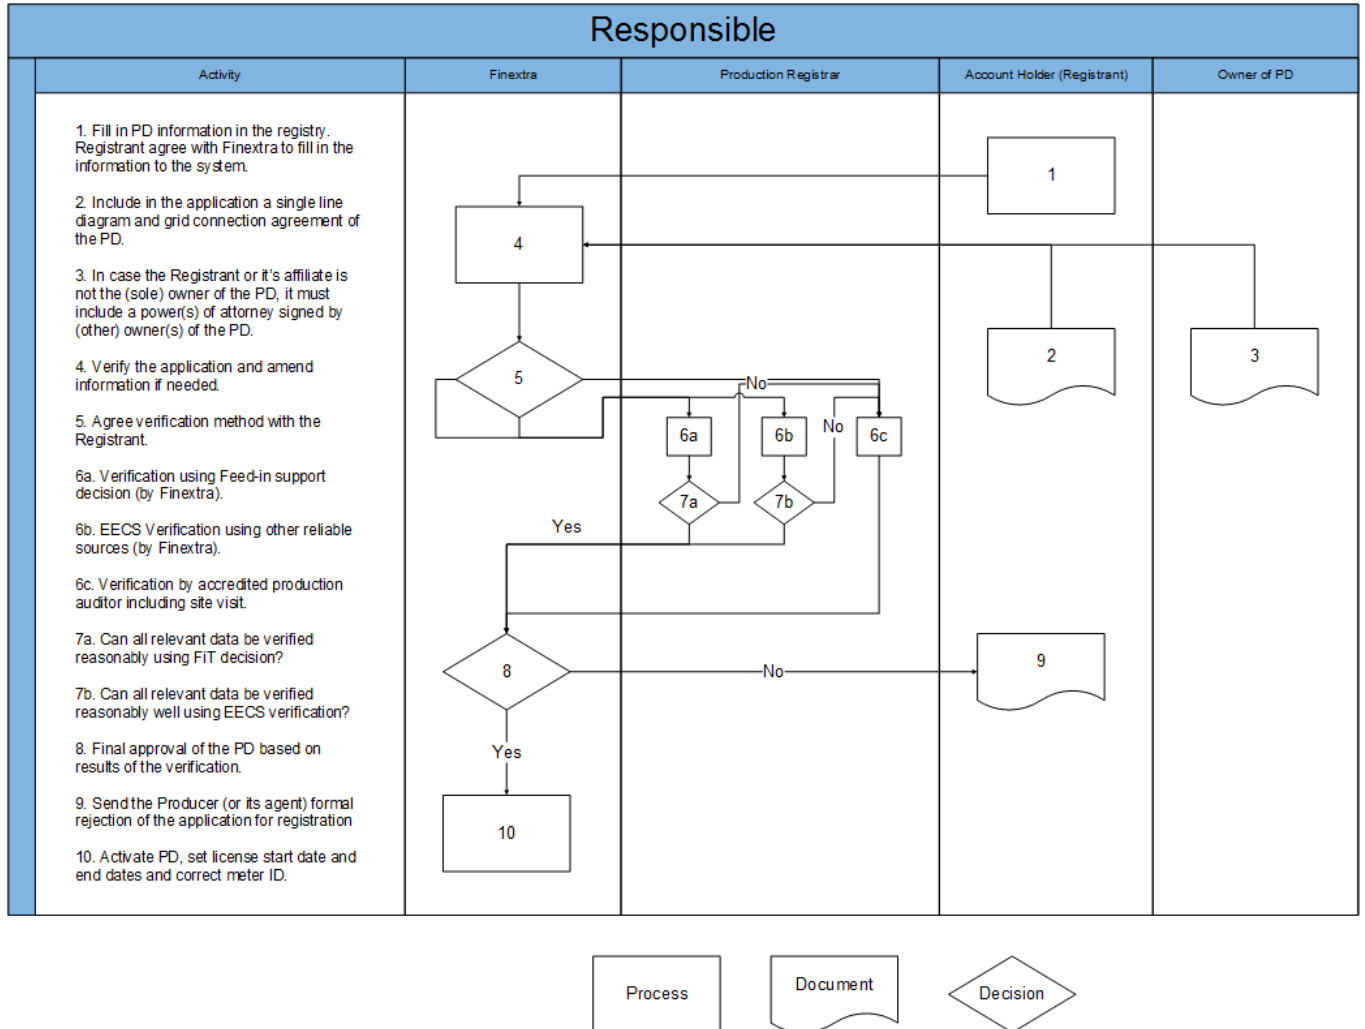 Responsible
Activity
Finextra
Production Registrar
Account Holder (Registrant)
Owner of PD
1. Fill in PD information in the registry.
Registrant agree with Finextra to fill in the
information to the system.
2. Include in the application a single line
diagram and grid connection agreement of
the PD.
3. In case the Registrant or it's affiliate is
not the (sole) owner of the PD, it must
include a power(s) of attorney signed by
(other) owner(s) of the PD.
4. Verify the application and amend
information if needed.
5. Agree verification method with the
Registrant.
6a. Verification using Feed-in support
decision (by Finextra).
6b. EECS Verification using other reliable
sources (by Finextra).
6c. Verification by accredited production
auditor including site visit.
7a. Can all relevant data be verified
reasonably using FiT decision?
7b. Can all relevant data be verified
reasonably well using EECS verification?
8. Final approval of the PD based on
results of the verification.
9. Send the Producer (or its agent) formal
rejection of the application for registration
10. Activate PD, set license start date and
end dates and correct meter ID.
1
4
2
3
5
No
6a
6b
No
6c
7a
7b
Yes
8
No
9
Yes
10
Process
Document
Decision